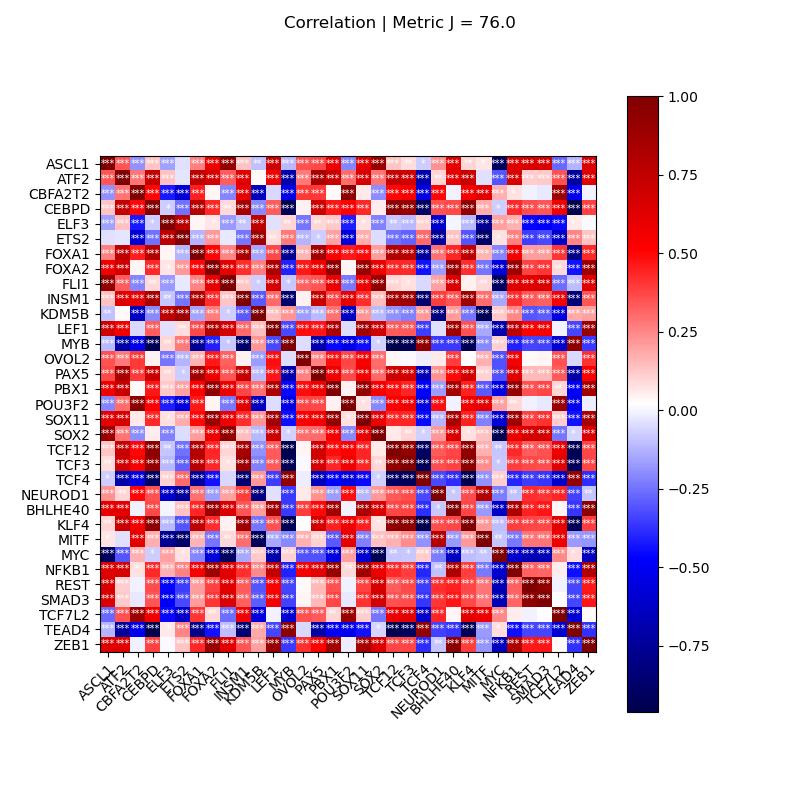 Correlation | Metric J = 76.0
ASCL1
ATF2
CBFA2T2
CEBPD
ELF3
ETS2
FOXA1
FOXA2
FLI1
INSM1
KDM5B
LEF1
MYB
OVOL2
PAX5
PBX1
POU3F2
SOX11
SOX2
TCF12
TCF3
TCF4
NEUROD1
BHLHE40
KLF4
MITF
MYC
NFKB1
REST
SMAD3
TCF7L2
TEAD4
ZEB1
ASCL1
ATF2
CBFA2T2
CEBPD
ELF3
ETS2
FOXA1
FOXA2
FLI1
INSM1
KDM5B
LEF1
MYB
OVOL2
PAX5
PBX1
POU3F2
SOX11
SOX2
TCF12
TCF3
TCF4
NEUROD1
BHLHE40
KLF4
MITF
MYC
NFKB1
REST
SMAD3
TCF7L2
TEAD4
ZEB1
1.00
0.75
0.50
0.25
0.00
−0.25
−0.50
−0.75